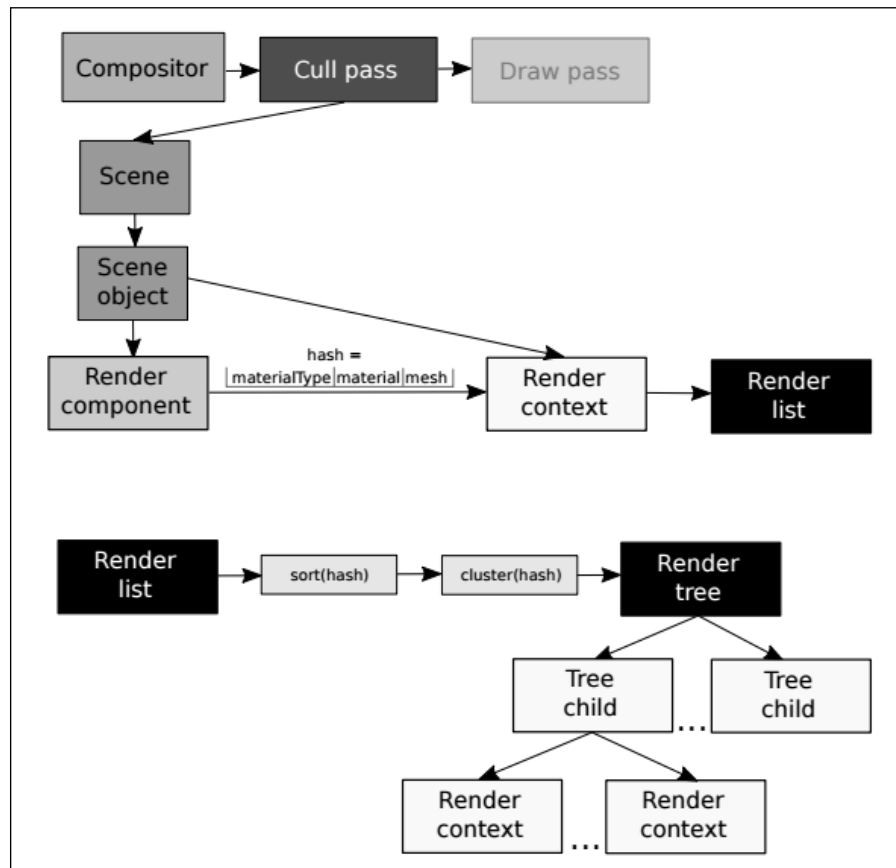 Compositor
Cull pass
Draw pass
Scene
Scene
object
Render
component
hash =
|materialType|material|mesh|
Render
context
Render
list
Render
list
sort(hash)
cluster(hash)
Render
tree
Tree
child
...
Tree
child
Render
context
...
Render
context